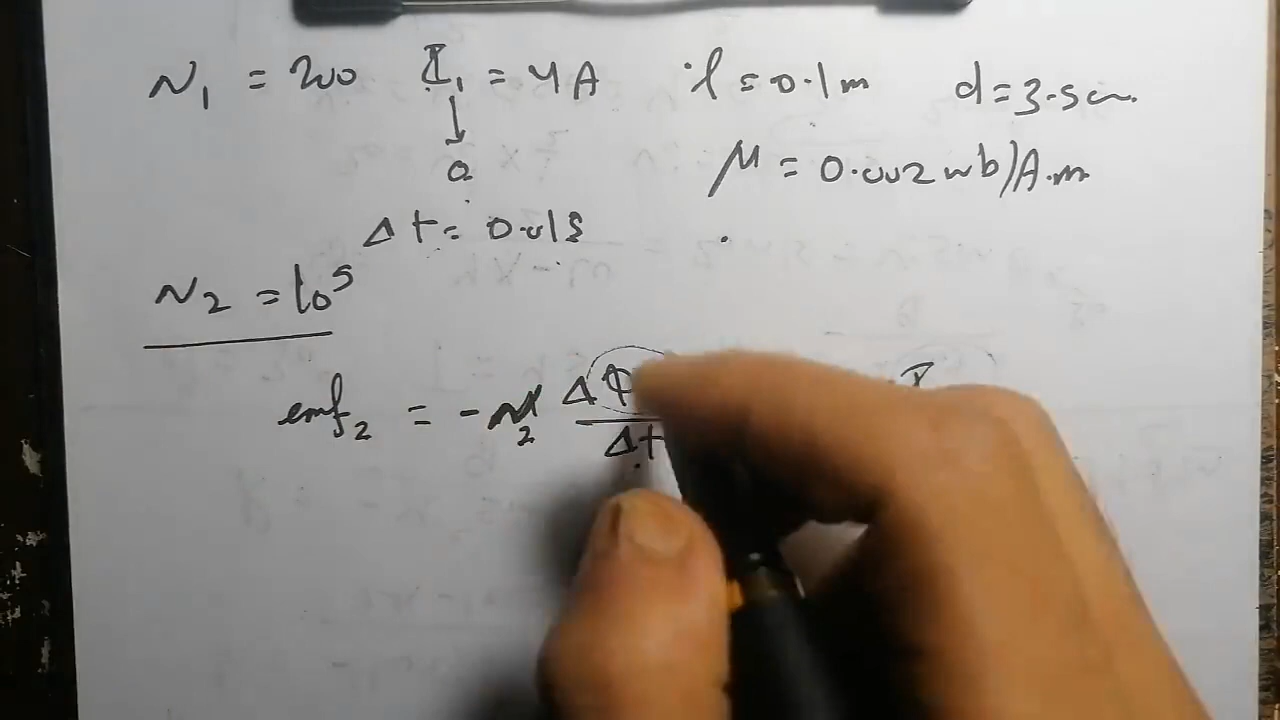 N₁ = 200 I₁ = 4A l = 0.1m d = 3.5cm
↓
0 μ = 0.002 wb/A.m
Δt = 0.01s
N₂ = 10⁵
emf₂ = -N₂ ΔΦ/Δt I